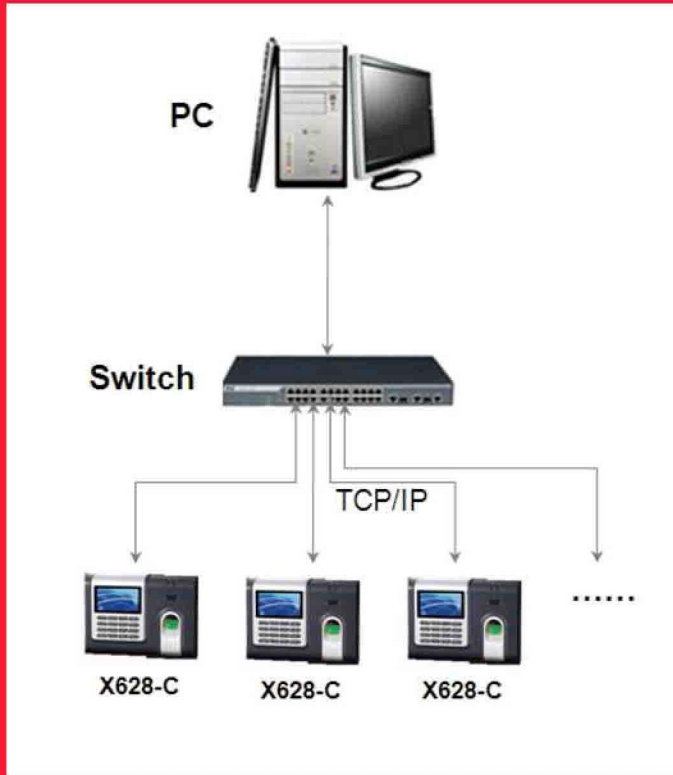 PC
Switch
TCP/IP
......
X628-C
X628-C
X628-C